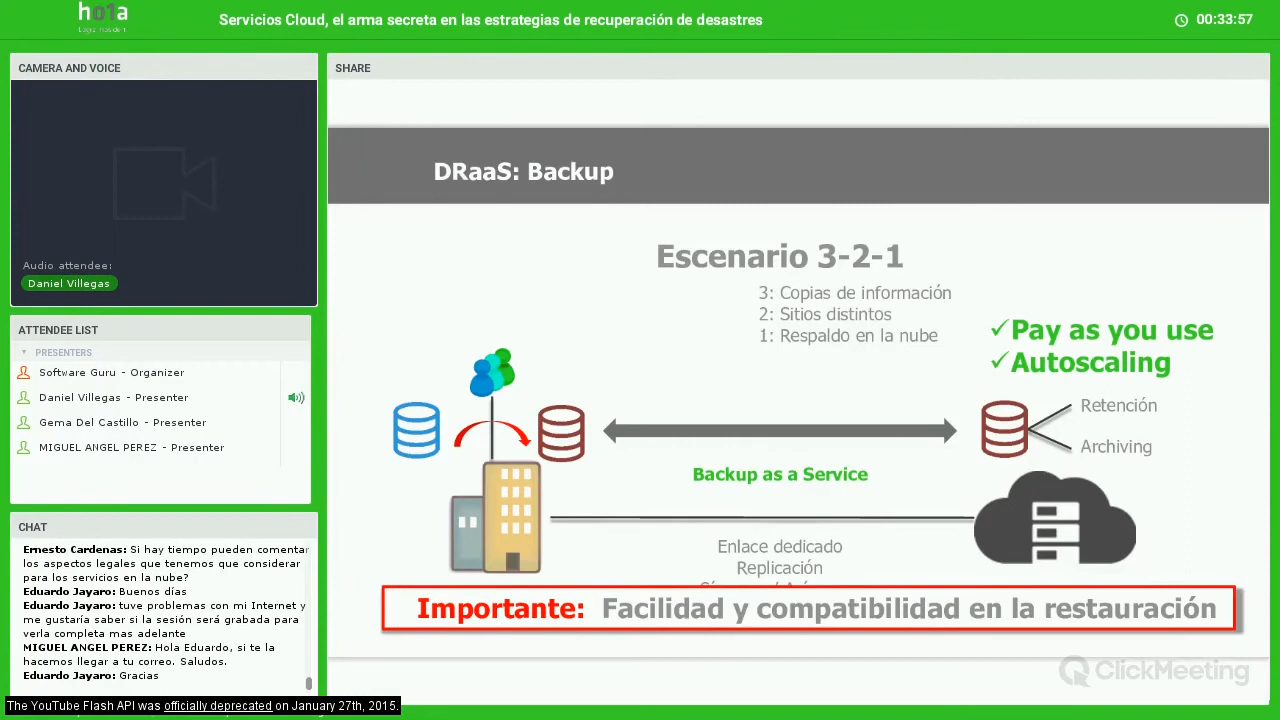 ho1a
Servicios Cloud, el arma secreta en las estrategias de recuperación de desastres
00:33:57
CAMERA AND VOICE
Audio attendee:
Daniel Villegas
ATTENDEE LIST
PRESENTERS
Software Guru - Organizer
Daniel Villegas - Presenter
Gema Del Castillo - Presenter
MIGUEL ANGEL PEREZ - Presenter
CHAT
Ernesto Cardenas: Si hay tiempo pueden comentar
los aspectos legales que tenemos que considerar
para los servicios en la nube?
Eduardo Jayaro: Buenos días
Eduardo Jayaro: tuve problemas con mi Internet y
me gustaría saber si la sesión será grabada para
verla completa mas adelante
MIGUEL ANGEL PEREZ: Hola Eduardo, si te la
hacemos llegar a tu correo. Saludos.
Eduardo Jayaro: Gracias
The YouTube Flash API was officially deprecated on January 27th, 2015.
SHARE
DRaaS: Backup
Escenario 3-2-1
3: Copias de información
2: Sitios distintos
1: Respaldo en la nube
✓Pay as you use
✓Autoscaling
Retención
Archiving
Backup as a Service
Enlace dedicado
Replicación
Importante: Facilidad y compatibilidad en la restauración
ClickMeeting